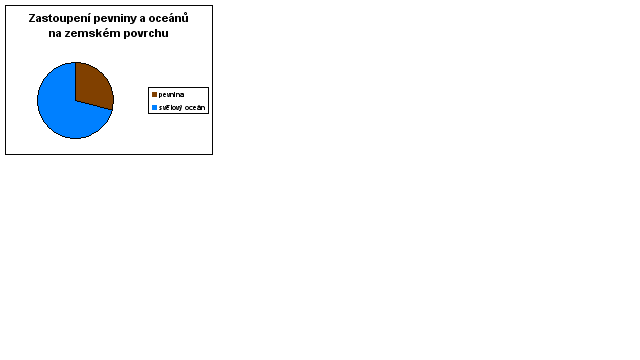 Zastoupení pevniny a oceánů
na zemském povrchu
pevnina
světový oceán